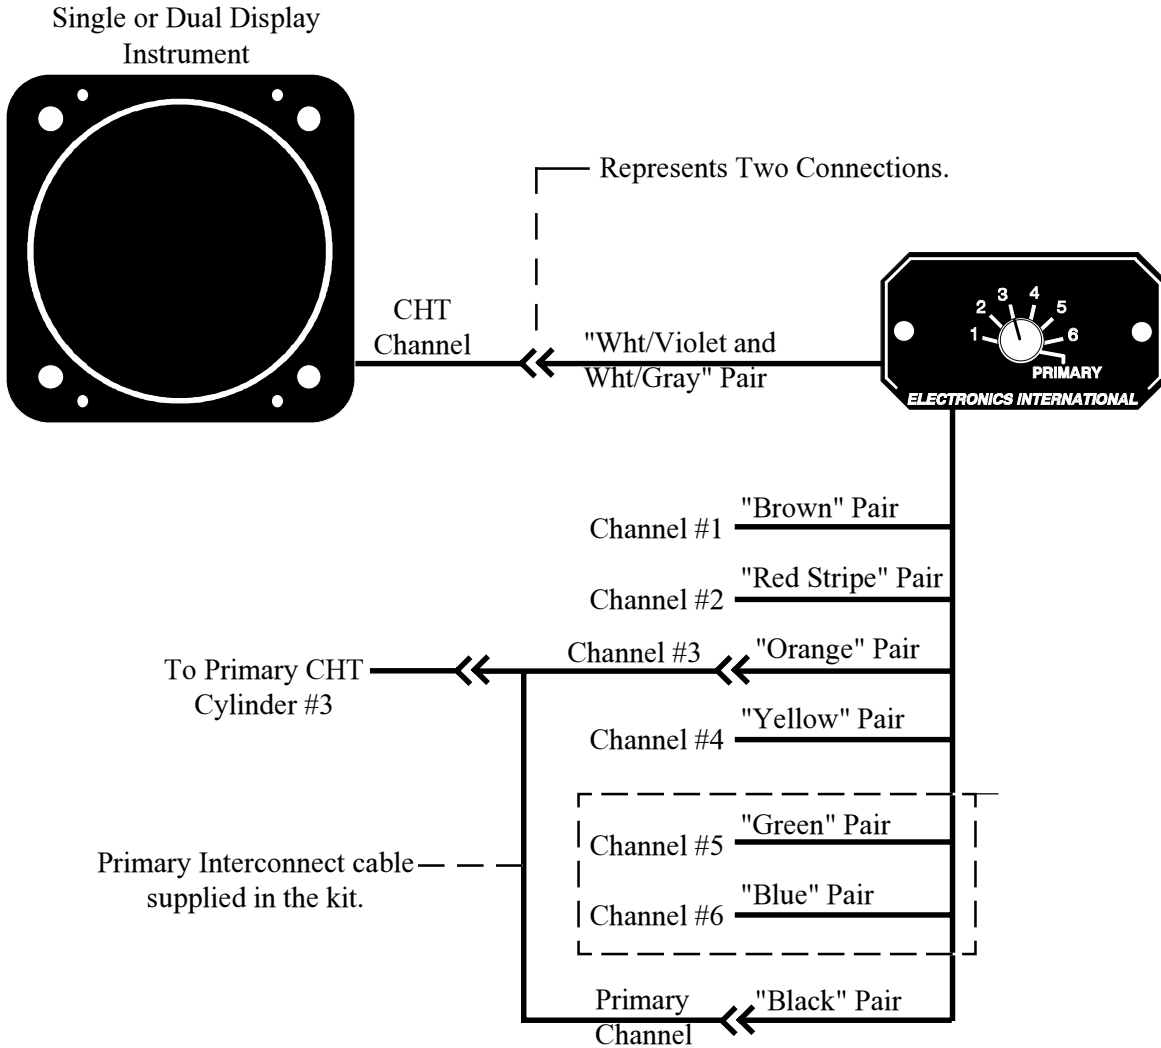 Single or Dual Display
Instrument
Represents Two Connections.
CHT
Channel
"Wht/Violet and
Wht/Gray" Pair
1
2
3
4
5
6
PRIMARY
ELECTRONICS INTERNATIONAL
Channel #1
"Brown" Pair
Channel #2
"Red Stripe" Pair
To Primary CHT
Cylinder #3
Channel #3
"Orange" Pair
Channel #4
"Yellow" Pair
Channel #5
"Green" Pair
Primary Interconnect cable
supplied in the kit.
Channel #6
"Blue" Pair
Primary
Channel
"Black" Pair